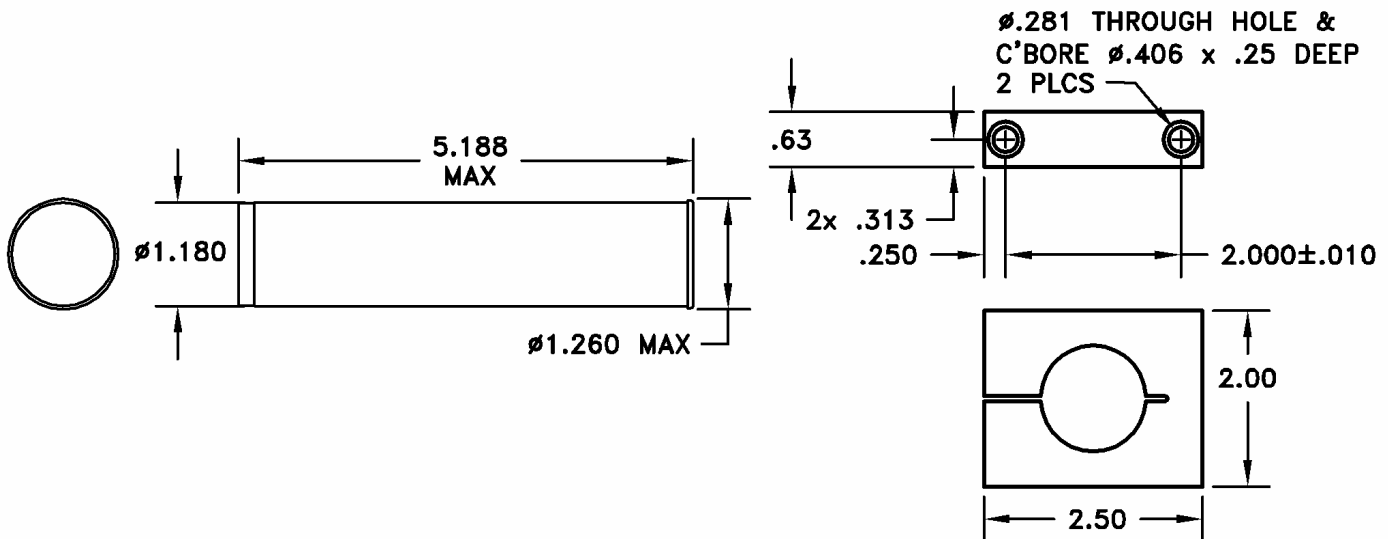 ø.281 THROUGH HOLE &
C'BORE ø.406 x .25 DEEP
2 PLCS
5.188
MAX
.63
2x .313
ø1.180
.250
2.000±.010
ø1.260 MAX
2.00
2.50